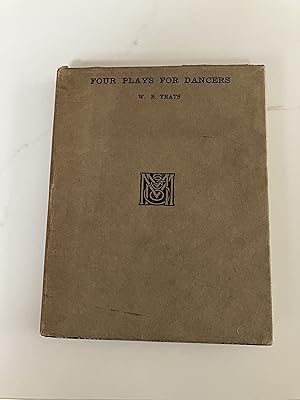 FOUR PLAYS FOR DANCERS
W. B. YEATS